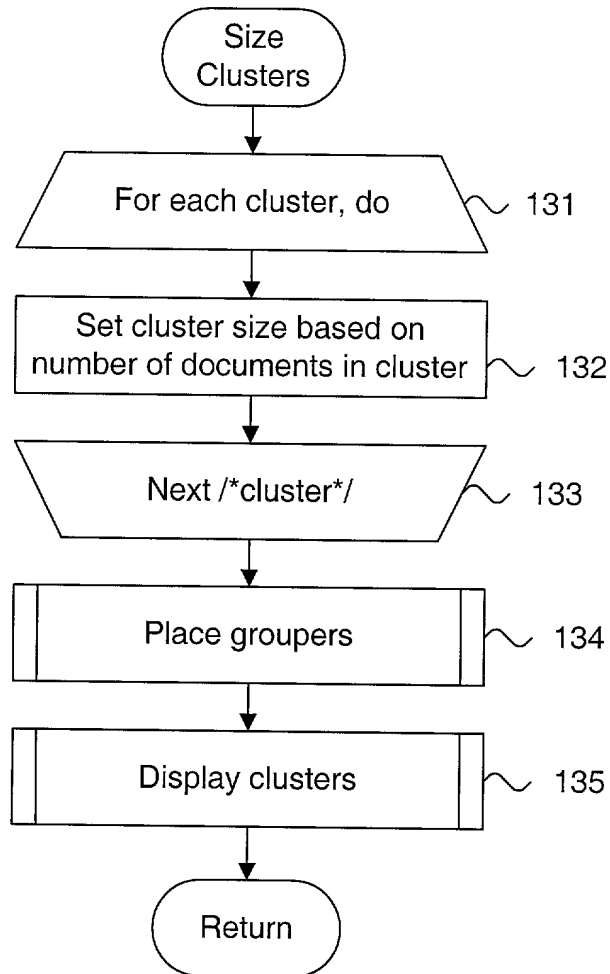 Size
Clusters
For each cluster, do
131
Set cluster size based on
number of documents in cluster
132
Next /*cluster*/
133
Place groupers
134
Display clusters
135
Return